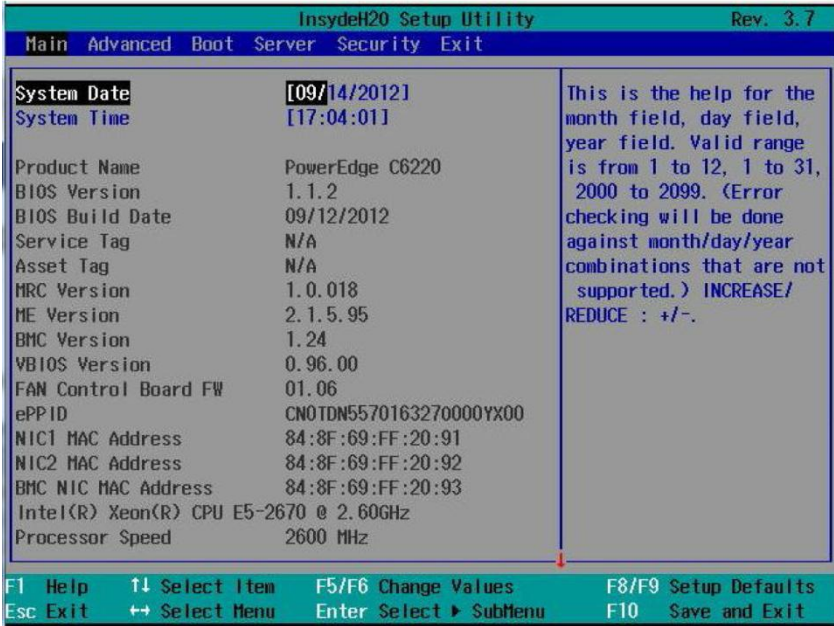 InsydeH20 Setup Utility Rev. 3.7
Main Advanced Boot Server Security Exit
System Date [09/14/2012]
System Time [17:04:01]
Product Name PowerEdge C6220
BIOS Version 1.1.2
BIOS Build Date 09/12/2012
Service Tag N/A
Asset Tag N/A
MRC Version 1.0.018
ME Version 2.1.5.95
BMC Version 1.24
VBIOS Version 0.96.00
FAN Control Board FW 01.06
ePPID CN0TDN5570163270000YX00
NIC1 MAC Address 84:8F:69:FF:20:91
NIC2 MAC Address 84:8F:69:FF:20:92
BMC NIC MAC Address 84:8F:69:FF:20:93
Intel(R) Xeon(R) CPU E5-2670 @ 2.60GHz
Processor Speed 2600 MHz
This is the help for the
month field, day field,
year field. Valid range
is from 1 to 12, 1 to 31,
2000 to 2099. (Error
checking will be done
against month/day/year
combinations that are not
supported.) INCREASE/
REDUCE : +/-.
F1 Help ↑↓ Select Item F5/F6 Change Values F8/F9 Setup Defaults
Esc Exit ↔ Select Menu Enter Select ▶ SubMenu F10 Save and Exit